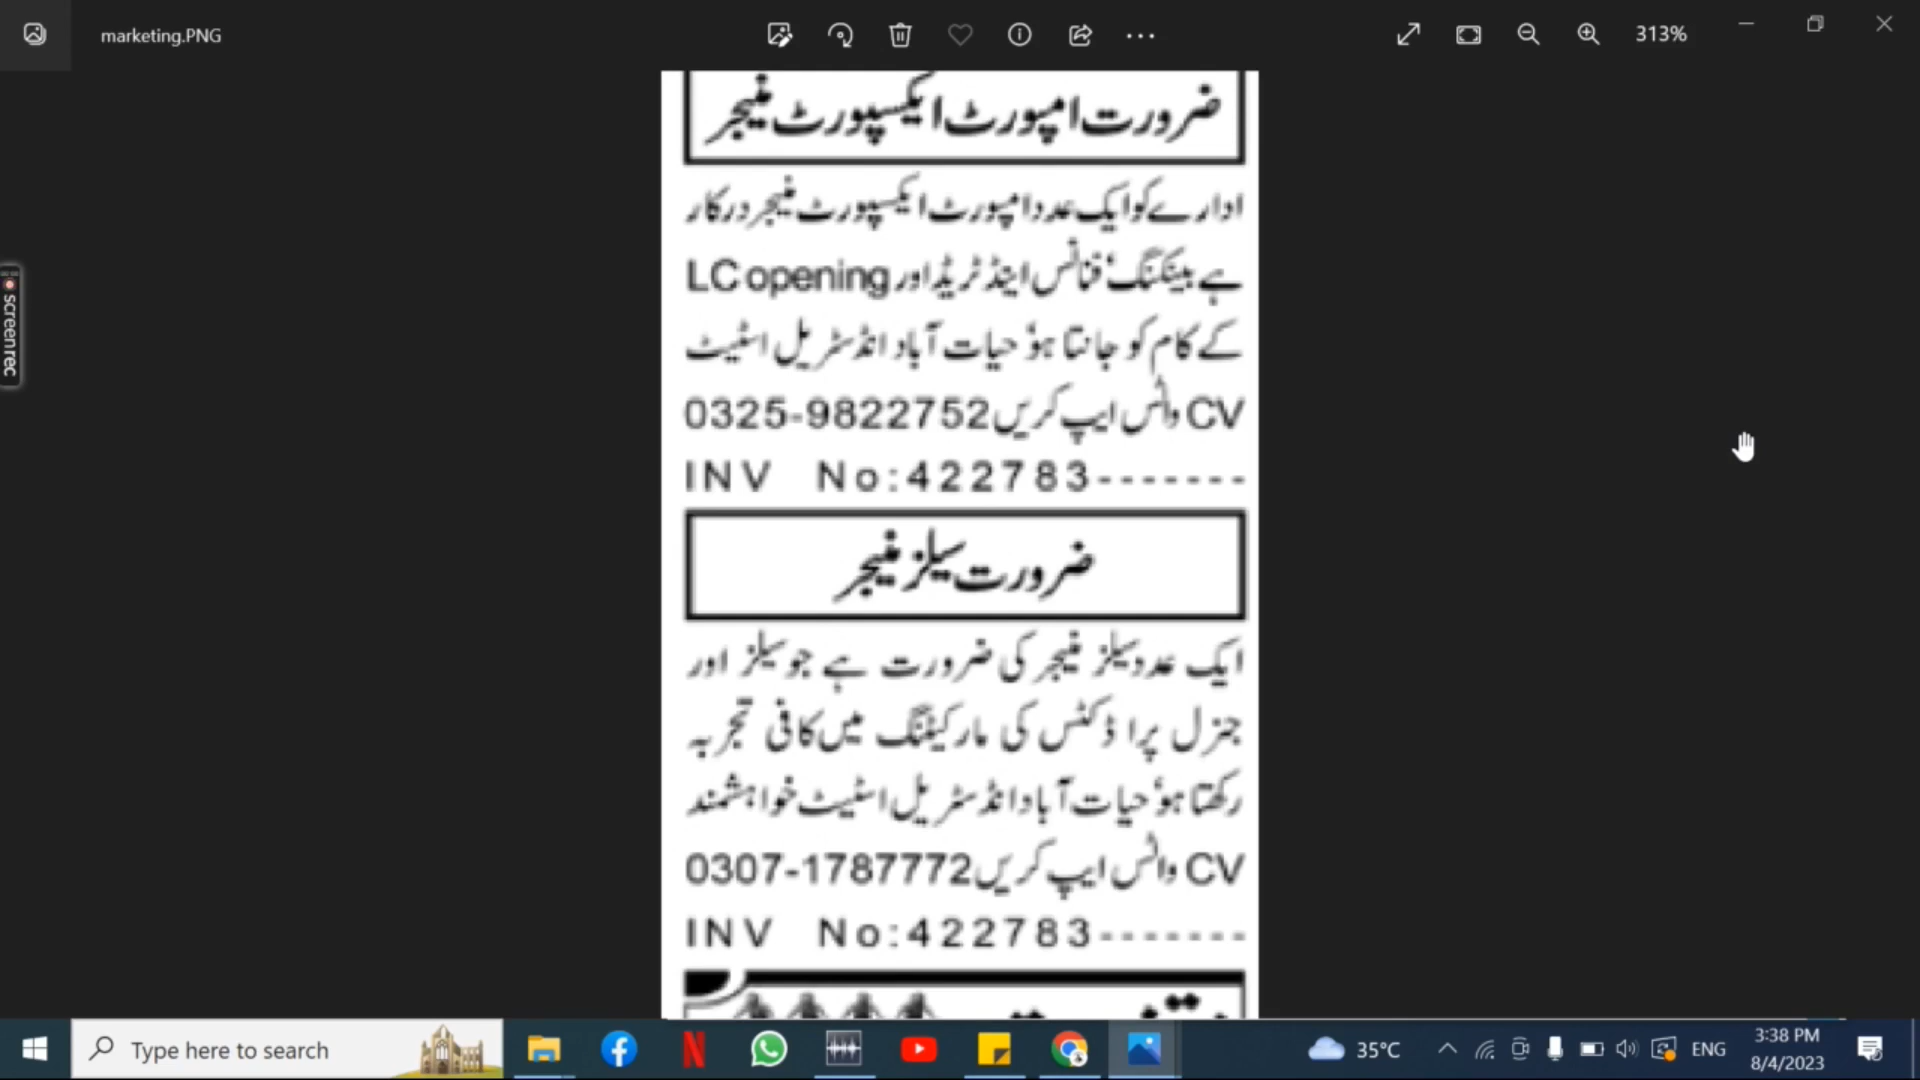 marketing.PNG
313%
ضرورت امپورٹ ایکسپورٹ منیجر
ادارے کو ایک عدد امپورٹ ایکسپورٹ منیجر درکار
ہے بینکنگ‘ فنانس اینڈ ٹریڈ اور LC opening
کے کام کو جانتا ہو‘ حیات آباد انڈسٹریل اسٹیٹ
CV واٹس ایپ کریں 0325-9822752
INV No:422783-------
ضرورت سیلز منیجر
ایک عدد سیلز منیجر کی ضرورت ہے جو سیلز اور
جنرل پراڈکٹس کی مارکیٹنگ میں کافی تجربہ
رکھتا ہو‘ حیات آباد انڈسٹریل اسٹیٹ خواہشمند
CV واٹس ایپ کریں 0307-1787772
INV No:422783-------
screenrec
Type here to search
35°C
ENG
3:38 PM
8/4/2023